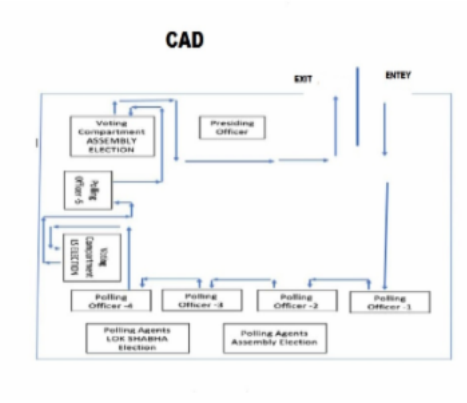 CAD
EXIT
ENTEY
Voting
Compartment
ASSEMBLY
ELECTION
Presiding
Officer
Polling
Officer -5
Voting
Compartment
LS ELECTION
Polling
Officer -4
Polling
Officer -3
Polling
Officer -2
Polling
Officer -1
Polling Agents
LOK SHABHA
Election
Polling Agents
Assembly Election